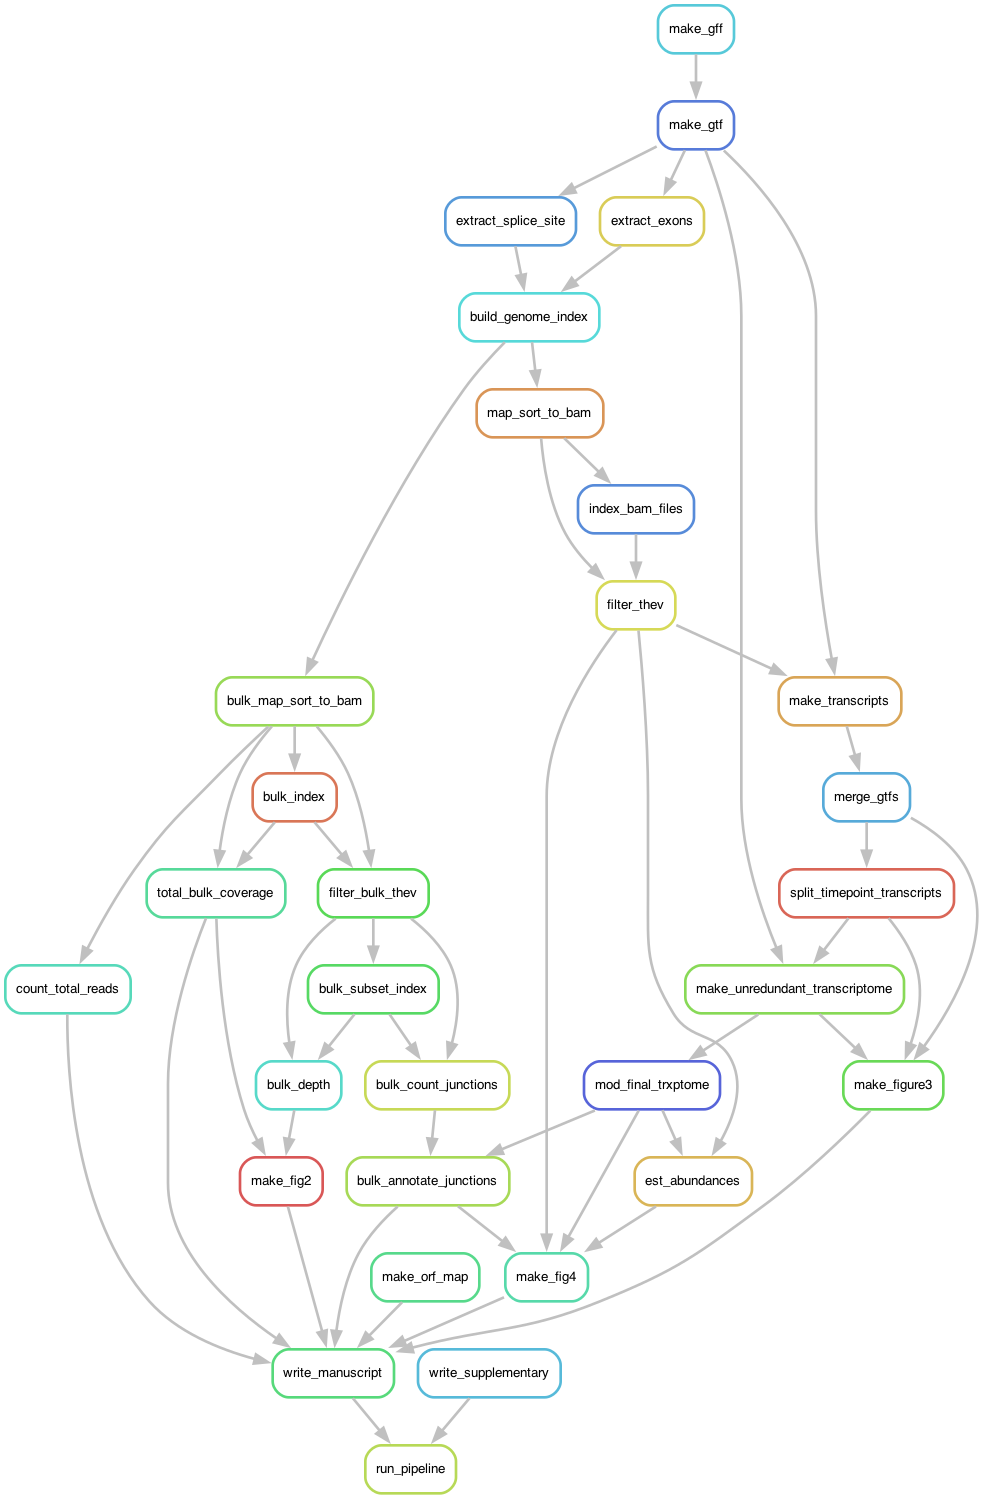 make_gff
make_gtf
extract_splice_site
extract_exons
build_genome_index
map_sort_to_bam
index_bam_files
filter_thev
bulk_map_sort_to_bam
make_transcripts
bulk_index
merge_gtfs
total_bulk_coverage
filter_bulk_thev
split_timepoint_transcripts
count_total_reads
bulk_subset_index
make_unredundant_transcriptome
bulk_depth
bulk_count_junctions
mod_final_trxptome
make_figure3
make_fig2
bulk_annotate_junctions
est_abundances
make_orf_map
make_fig4
write_manuscript
write_supplementary
run_pipeline